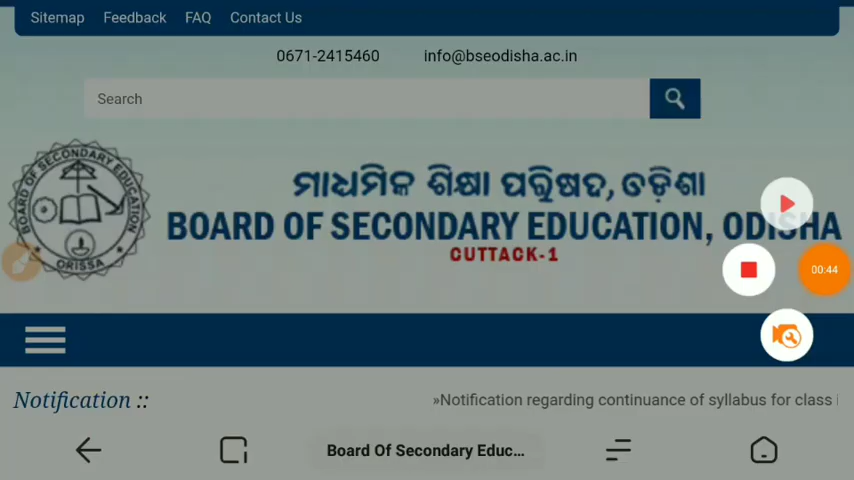 Sitemap Feedback FAQ Contact Us
0671-2415460 info@bseodisha.ac.in
Search
BOARD OF SECONDARY EDUCATION
ORISSA
ମାଧ୍ୟମିକ ଶିକ୍ଷା ପରିଷଦ, ଓଡ଼ିଶା
BOARD OF SECONDARY EDUCATION, ODISHA
CUTTACK-1
00:44
Notification ::
»Notification regarding continuance of syllabus for class
Board Of Secondary Educ...